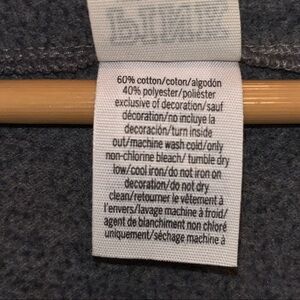 60% cotton/coton/algodón
40% polyester/poliéster
exclusive of decoration/sauf
décoration/no incluye la
decoración/turn inside
out/machine wash cold/only
non-chlorine bleach/ tumble dry
low/cool iron/do not iron on
decoration/do not dry
clean/retourner le vêtement à
l'envers/lavage machine à froid/
agent de blanchiment non chloré
uniquement/séchage machine à